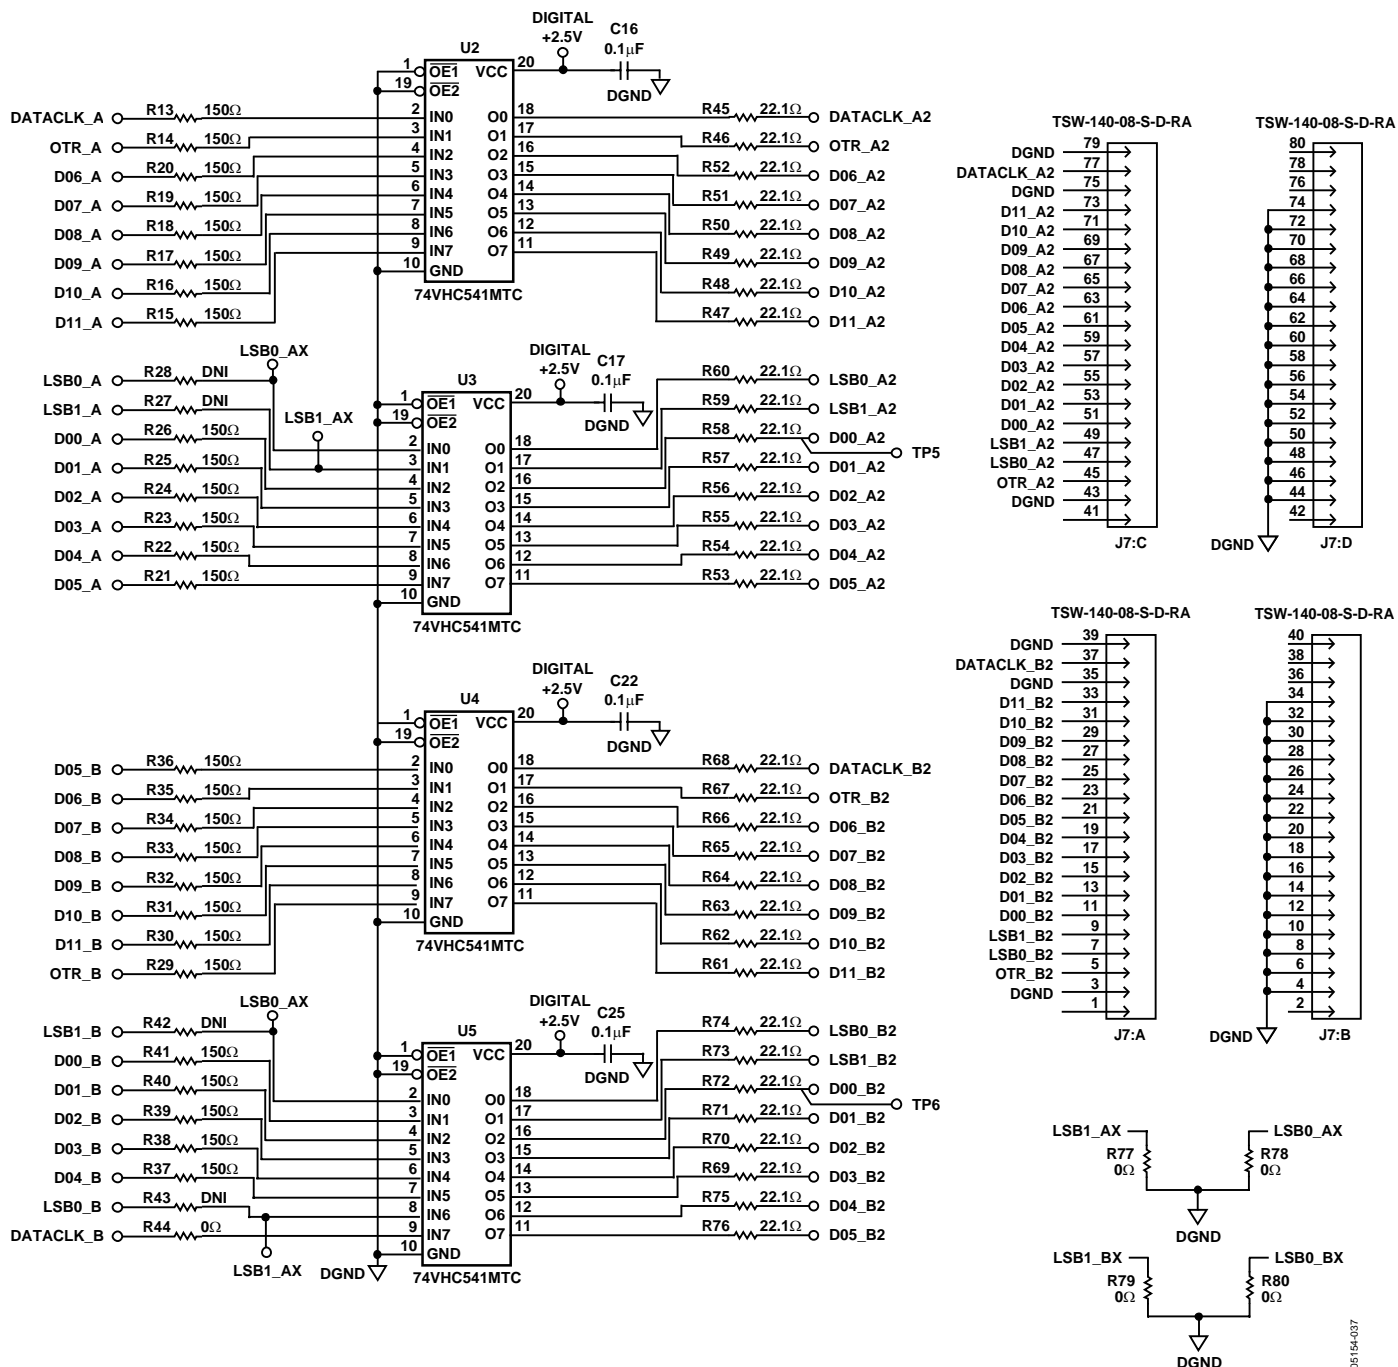 DIGITAL
+2.5V
C16
0.1μF
DGND
U2
1 OE1 VCC 20
19 OE2
DATACLK_A R13 150Ω 2 IN0 O0 18 R45 22.1Ω DATACLK_A2
OTR_A R14 150Ω 3 IN1 O1 17 R46 22.1Ω OTR_A2
D06_A R20 150Ω 4 IN2 O2 16 R52 22.1Ω D06_A2
D07_A R19 150Ω 5 IN3 O3 15 R51 22.1Ω D07_A2
D08_A R18 150Ω 6 IN4 O4 14 R50 22.1Ω D08_A2
D09_A R17 150Ω 7 IN5 O5 13 R49 22.1Ω D09_A2
D10_A R16 150Ω 8 IN6 O6 12 R48 22.1Ω D10_A2
D11_A R15 150Ω 9 IN7 O7 11 R47 22.1Ω D11_A2
10 GND
74VHC541MTC
LSB0_AX
LSB1_AX
DIGITAL
+2.5V
C17
0.1μF
DGND
U3
1 OE1 VCC 20
19 OE2
LSB0_A R28 DNI 2 IN0 O0 18 R60 22.1Ω LSB0_A2
LSB1_A R27 DNI 3 IN1 O1 17 R59 22.1Ω LSB1_A2
D00_A R26 150Ω 4 IN2 O2 16 R58 22.1Ω D00_A2
TP5
D01_A R25 150Ω 5 IN3 O3 15 R57 22.1Ω D01_A2
D02_A R24 150Ω 6 IN4 O4 14 R56 22.1Ω D02_A2
D03_A R23 150Ω 7 IN5 O5 13 R55 22.1Ω D03_A2
D04_A R22 150Ω 8 IN6 O6 12 R54 22.1Ω D04_A2
D05_A R21 150Ω 9 IN7 O7 11 R53 22.1Ω D05_A2
10 GND
74VHC541MTC
DIGITAL
+2.5V
C22
0.1μF
DGND
U4
1 OE1 VCC 20
19 OE2
D05_B R36 150Ω 2 IN0 O0 18 R68 22.1Ω DATACLK_B2
D06_B R35 150Ω 3 IN1 O1 17 R67 22.1Ω OTR_B2
D07_B R34 150Ω 4 IN2 O2 16 R66 22.1Ω D06_B2
D08_B R33 150Ω 5 IN3 O3 15 R65 22.1Ω D07_B2
D09_B R32 150Ω 6 IN4 O4 14 R64 22.1Ω D08_B2
D10_B R31 150Ω 7 IN5 O5 13 R63 22.1Ω D09_B2
D11_B R30 150Ω 8 IN6 O6 12 R62 22.1Ω D10_B2
OTR_B R29 150Ω 9 IN7 O7 11 R61 22.1Ω D11_B2
10 GND
74VHC541MTC
LSB0_AX
DIGITAL
+2.5V
C25
0.1μF
DGND
U5
1 OE1 VCC 20
19 OE2
LSB1_B R42 DNI 2 IN0 O0 18 R74 22.1Ω LSB0_B2
D00_B R41 150Ω 3 IN1 O1 17 R73 22.1Ω LSB1_B2
D01_B R40 150Ω 4 IN2 O2 16 R72 22.1Ω D00_B2
TP6
D02_B R39 150Ω 5 IN3 O3 15 R71 22.1Ω D01_B2
D03_B R38 150Ω 6 IN4 O4 14 R70 22.1Ω D02_B2
D04_B R37 150Ω 7 IN5 O5 13 R69 22.1Ω D03_B2
LSB0_B R43 DNI 8 IN6 O6 12 R75 22.1Ω D04_B2
DATACLK_B R44 0Ω 9 IN7 O7 11 R76 22.1Ω D05_B2
10 GND
LSB1_AX
DGND
74VHC541MTC
TSW-140-08-S-D-RA
DGND 79
DATACLK_A2 77
DGND 75
D11_A2 73
D10_A2 71
D09_A2 69
D08_A2 67
D07_A2 65
D06_A2 63
D05_A2 61
D04_A2 59
D03_A2 57
D02_A2 55
D01_A2 53
D00_A2 51
LSB1_A2 49
LSB0_A2 47
OTR_A2 45
DGND 43
41
J7:C
TSW-140-08-S-D-RA
80
78
76
74
72
70
68
66
64
62
60
58
56
54
52
50
48
46
44
42
DGND
J7:D
TSW-140-08-S-D-RA
DGND 39
DATACLK_B2 37
DGND 35
D11_B2 33
D10_B2 31
D09_B2 29
D08_B2 27
D07_B2 25
D06_B2 23
D05_B2 21
D04_B2 19
D03_B2 17
D02_B2 15
D01_B2 13
D00_B2 11
LSB1_B2 9
LSB0_B2 7
OTR_B2 5
DGND 3
1
J7:A
TSW-140-08-S-D-RA
40
38
36
34
32
30
28
26
24
22
20
18
16
14
12
10
8
6
4
2
DGND
J7:B
LSB1_AX LSB0_AX
R77 R78
0Ω 0Ω
DGND
LSB1_BX LSB0_BX
R79 R80
0Ω 0Ω
DGND
05154-037